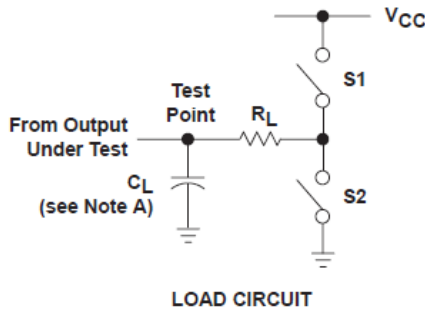 VCC
S1
Test
Point
RL
From Output
Under Test
CL
(see Note A)
S2
LOAD CIRCUIT